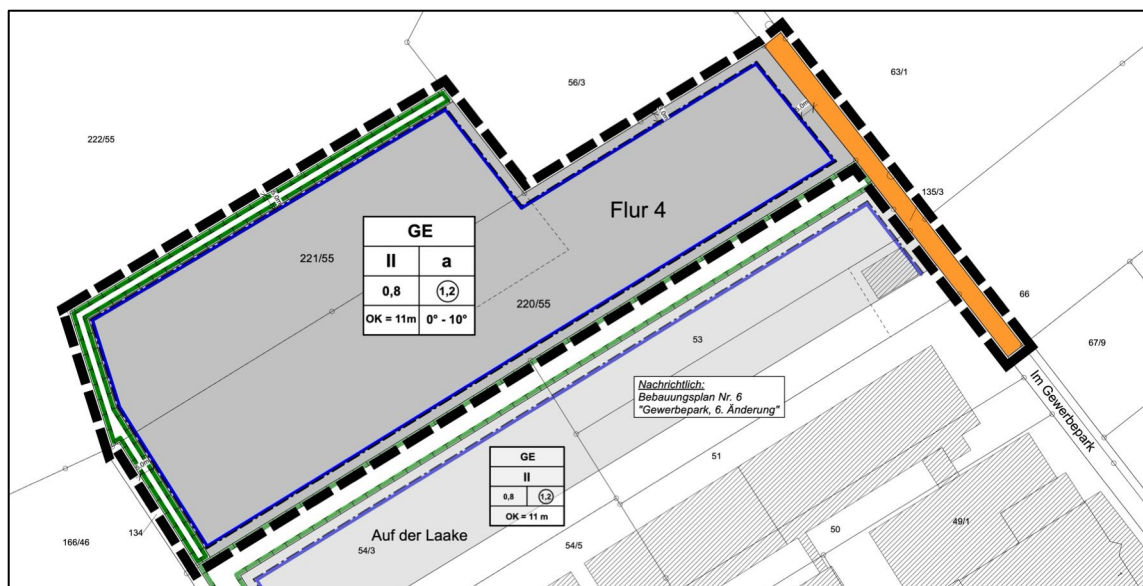 56/3
63/1
222/55
5,0m
135/3
Flur 4
GE
II a
0,8 1,2
OK = 11m 0° - 10°
221/55
220/55
66
53
67/9
Nachrichtlich:
Bebauungsplan Nr. 6
"Gewerbepark, 6. Änderung"
Im Gewerbepark
GE
II
0,8 1,2
OK = 11 m
51
134
166/46
Auf der Laake
54/3
54/5
50
49/1